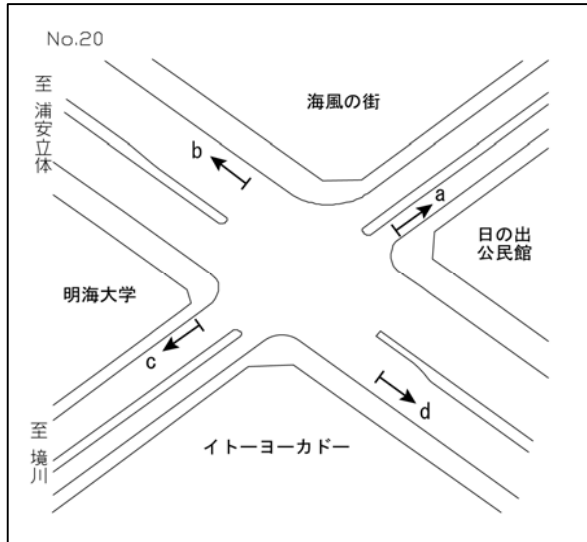 No.20
至 浦安立体
海風の街
b
a
日の出
公民館
明海大学
c
d
至 境川
イトーヨーカドー